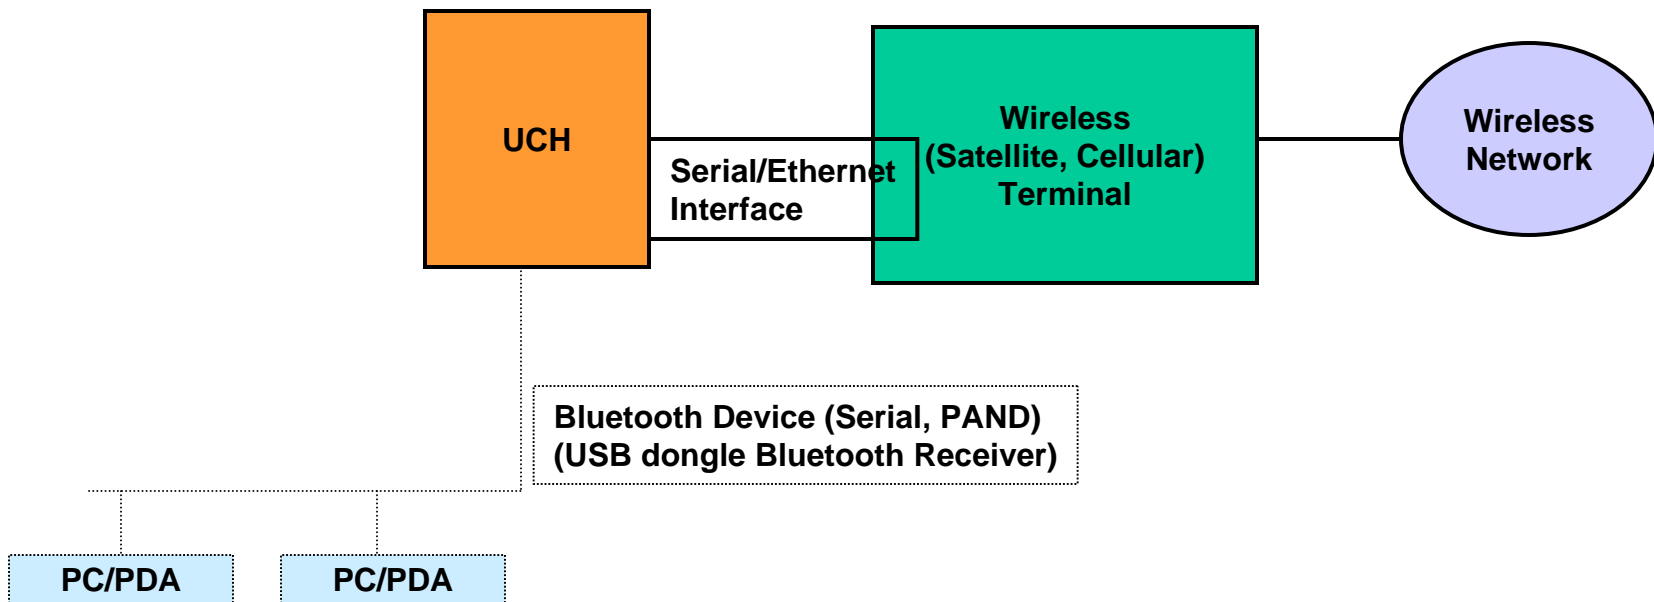 UCH
Serial/Ethernet
Interface
Wireless
(Satellite, Cellular)
Terminal
Wireless
Network
Bluetooth Device (Serial, PAND)
(USB dongle Bluetooth Receiver)
PC/PDA
PC/PDA